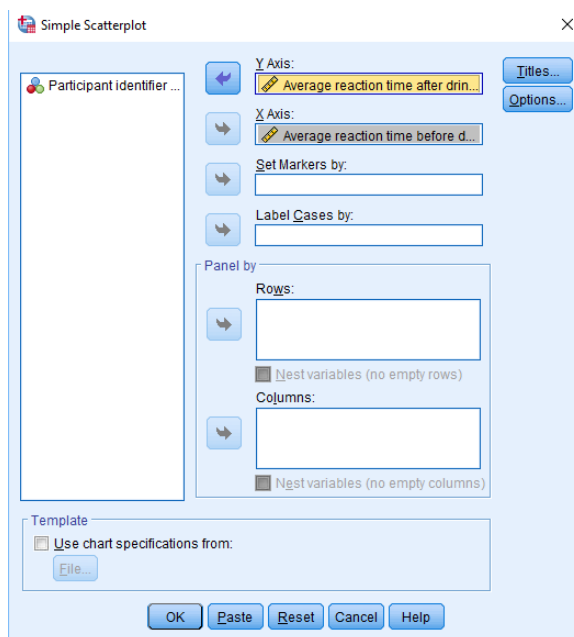 Simple Scatterplot
Participant identifier ...
Y Axis:
Average reaction time after drin...
X Axis:
Average reaction time before d...
Set Markers by:
Label Cases by:
Panel by
Rows:
Nest variables (no empty rows)
Columns:
Nest variables (no empty columns)
Titles...
Options...
Template
Use chart specifications from:
File...
OK Paste Reset Cancel Help